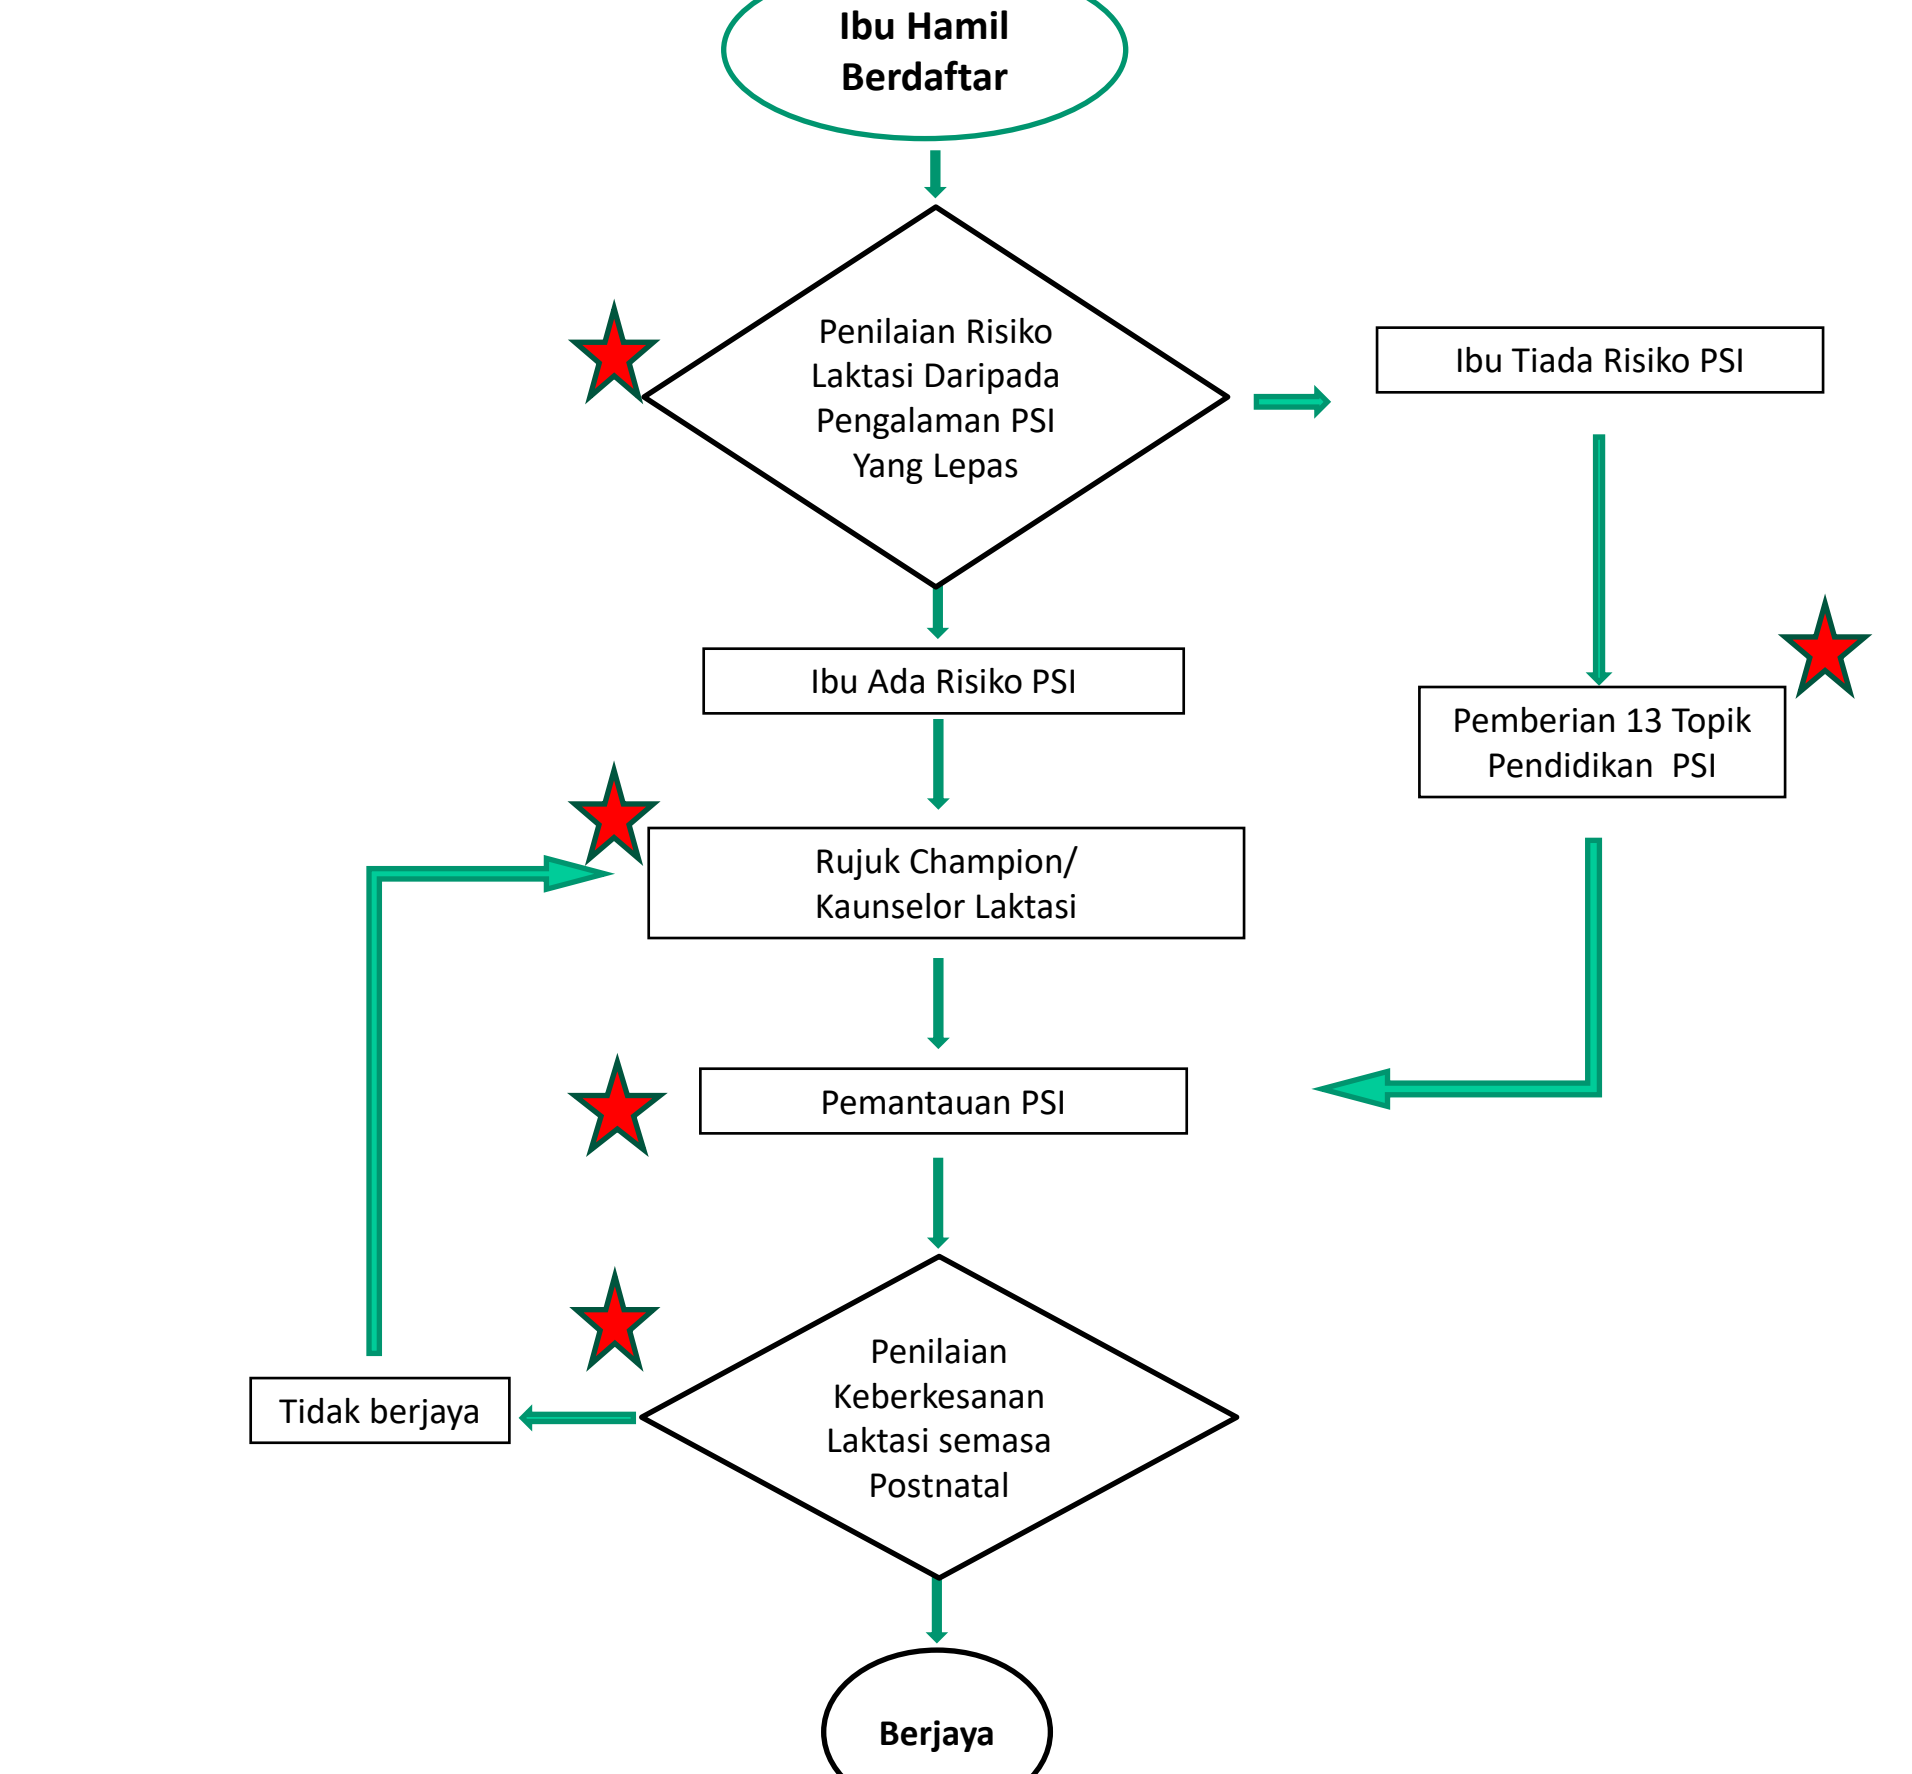 Ibu Hamil
Berdaftar
Penilaian Risiko
Laktasi Daripada
Pengalaman PSI
Yang Lepas
Ibu Tiada Risiko PSI
Ibu Ada Risiko PSI
Pemberian 13 Topik
Pendidikan  PSI
Rujuk Champion/
Kaunselor Laktasi
Pemantauan PSI
Penilaian
Keberkesanan
Laktasi semasa
Postnatal
Tidak berjaya
Berjaya